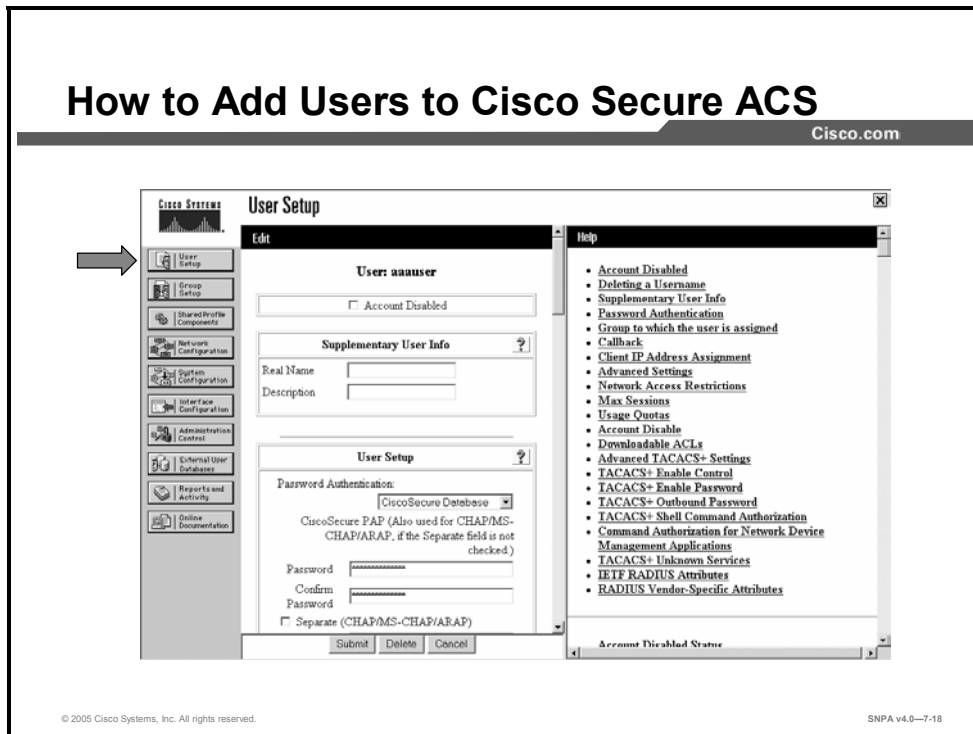 How to Add Users to Cisco Secure ACS
Cisco.com
CISCO SYSTEMS
User Setup
User
Setup
Group
Setup
Shared Profile
Components
Network
Configuration
System
Configuration
Interface
Configuration
Administration
Control
External User
Databases
Reports and
Activity
Online
Documentation
Edit
User: aaauser
Account Disabled
Supplementary User Info
?
Real Name
Description
User Setup
?
Password Authentication:
CiscoSecure Database
CiscoSecure PAP (Also used for CHAP/MS-
CHAP/ARAP, if the Separate field is not
checked.)
Password
Confirm
Password
Separate (CHAP/MS-CHAP/ARAP)
Submit
Delete
Cancel
Help
Account Disabled
Deleting a Username
Supplementary User Info
Password Authentication
Group to which the user is assigned
Callback
Client IP Address Assignment
Advanced Settings
Network Access Restrictions
Max Sessions
Usage Quotas
Account Disable
Downloadable ACLs
Advanced TACACS+ Settings
TACACS+ Enable Control
TACACS+ Enable Password
TACACS+ Outbound Password
TACACS+ Shell Command Authorization
Command Authorization for Network Device
Management Applications
TACACS+ Unknown Services
IETF RADIUS Attributes
RADIUS Vendor-Specific Attributes
Account Disabled Status
© 2005 Cisco Systems, Inc. All rights reserved.
SNPA v4.0—7-18